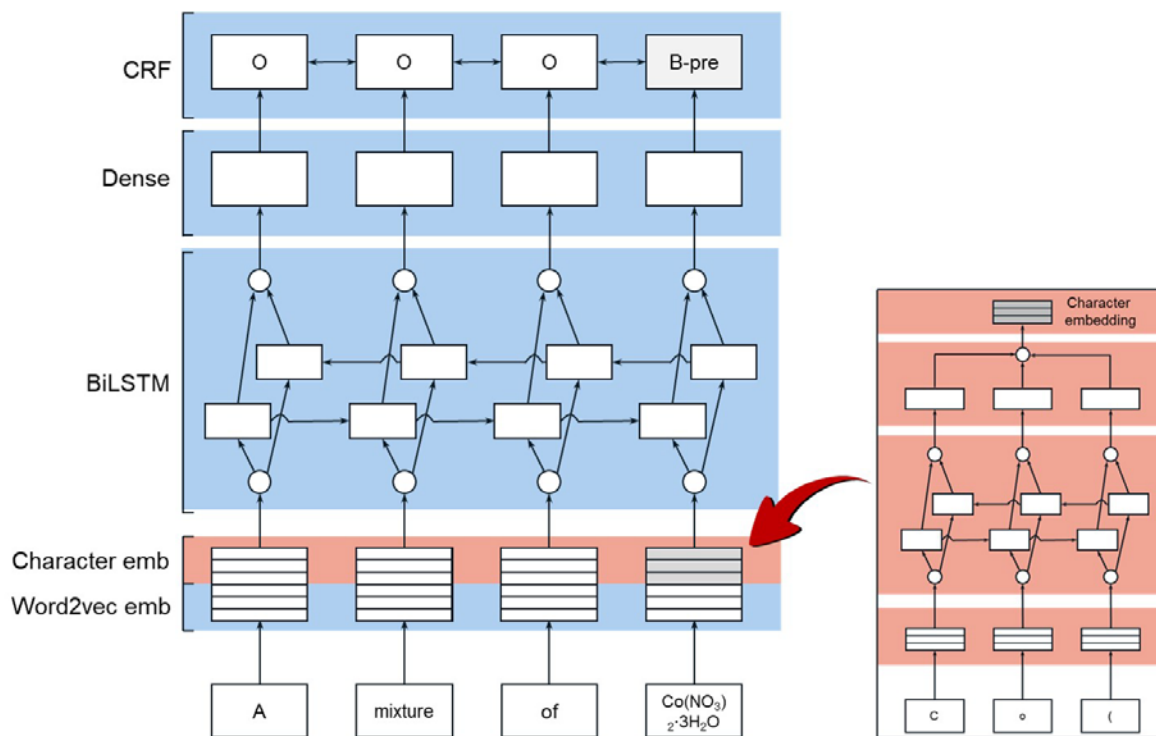 CRF
O
O
O
B-pre
Dense
BiLSTM
Character emb
Word2vec emb
A
mixture
of
Co(NO₃)
₂·3H₂O
Character
embedding
C
o
(